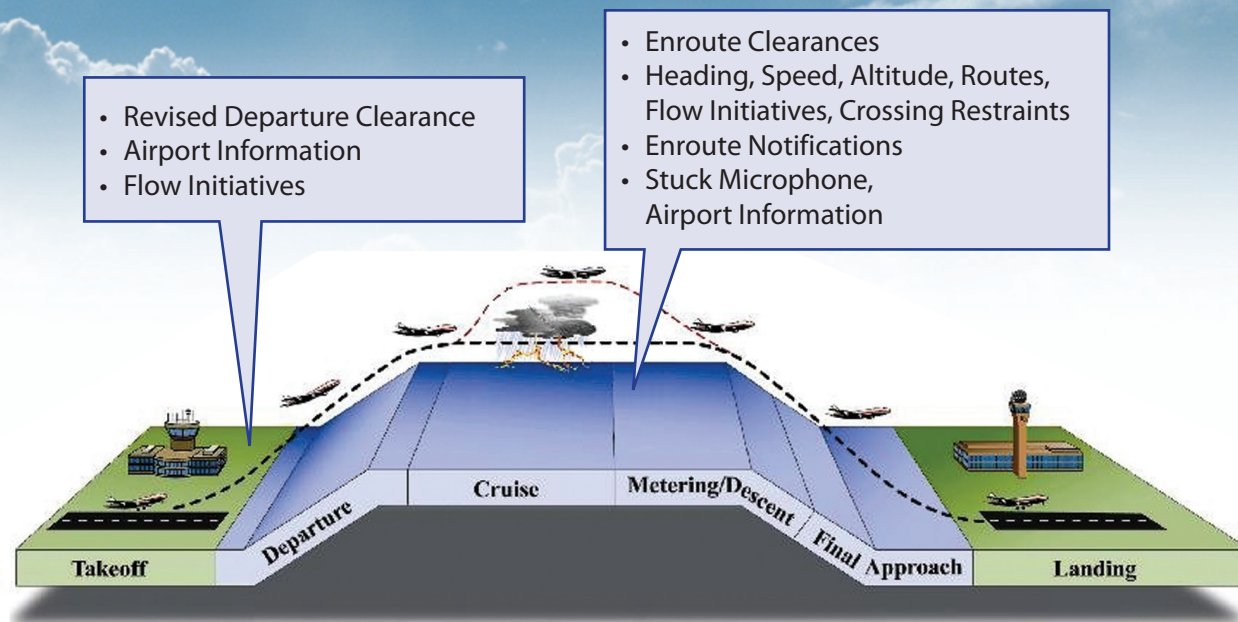 • Revised Departure Clearance
• Airport Information
• Flow Initiatives
• Enroute Clearances
• Heading, Speed, Altitude, Routes,
Flow Initiatives, Crossing Restraints
• Enroute Notifications
• Stuck Microphone,
Airport Information
Takeoff
Departure
Cruise
Metering/Descent
Final Approach
Landing